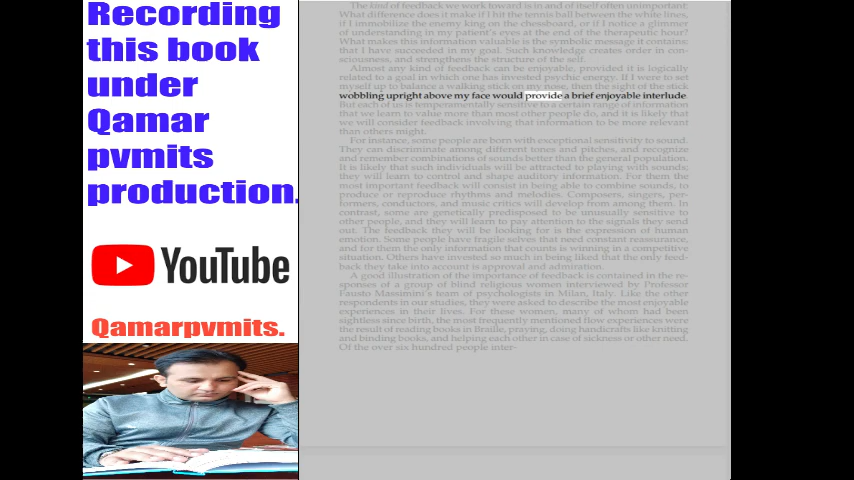 Recording
this book
under
Qamar
pvmits
production.
YouTube
Qamarpvmits.
The kind of feedback we work toward is in and of itself often unimportant:
What difference does it make if I hit the tennis ball between the white lines,
if I immobilize the enemy king on the chessboard, or if I notice a glimmer
of understanding in my patient's eyes at the end of the therapeutic hour?
What makes this information valuable is the symbolic message it contains:
that I have succeeded in my goal. Such knowledge creates order in con-
sciousness, and strengthens the structure of the self.
Almost any kind of feedback can be enjoyable, provided it is logically
related to a goal in which one has invested psychic energy. If I were to set
myself up to balance a walking stick on my nose, then the sight of the stick
wobbling upright above my face would provide a brief enjoyable interlude.
But each of us is temperamentally sensitive to a certain range of information
that we learn to value more than most other people do, and it is likely that
we will consider feedback involving that information to be more relevant
than others might.
For instance, some people are born with exceptional sensitivity to sound.
They can discriminate among different tones and pitches, and recognize
and remember combinations of sounds better than the general population.
It is likely that such individuals will be attracted to playing with sounds;
they will learn to control and shape auditory information. For them the
most important feedback will consist in being able to combine sounds, to
produce or reproduce rhythms and melodies. Composers, singers, per-
formers, conductors, and music critics will develop from among them. In
contrast, some are genetically predisposed to be unusually sensitive to
other people, and they will learn to pay attention to the signals they send
out. The feedback they will be looking for is the expression of human
emotion. Some people have fragile selves that need constant reassurance,
and for them the only information that counts is winning in a competitive
situation. Others have invested so much in being liked that the only feed-
back they take into account is approval and admiration.
A good illustration of the importance of feedback is contained in the re-
sponses of a group of blind religious women interviewed by Professor
Fausto Massimini's team of psychologists in Milan, Italy. Like the other
respondents in our studies, they were asked to describe the most enjoyable
experiences in their lives. For these women, many of whom had been
sightless since birth, the most frequently mentioned flow experiences were
the result of reading books in Braille, praying, doing handicrafts like knitting
and binding books, and helping each other in case of sickness or other need.
Of the over six hundred people inter-